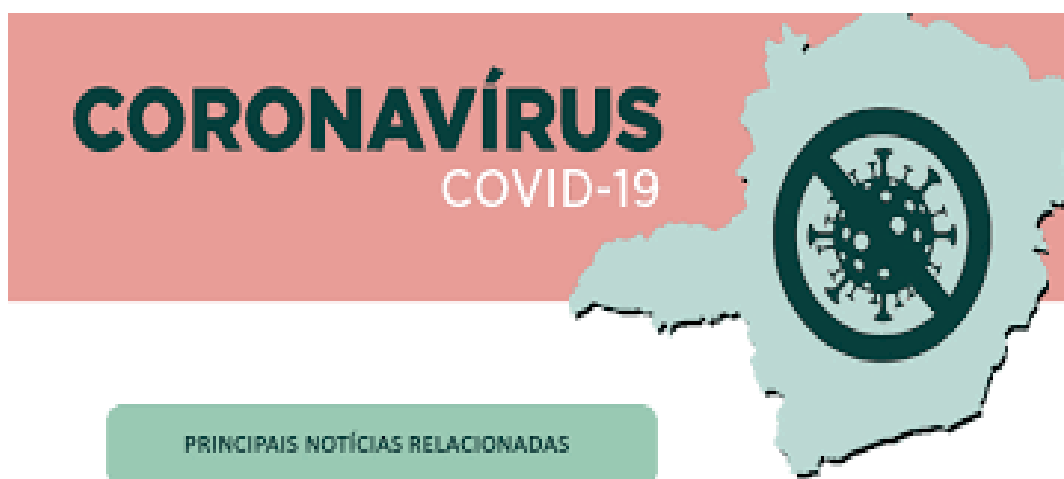 CORONAVÍRUS
COVID-19
PRINCIPAIS NOTÍCIAS RELACIONADAS